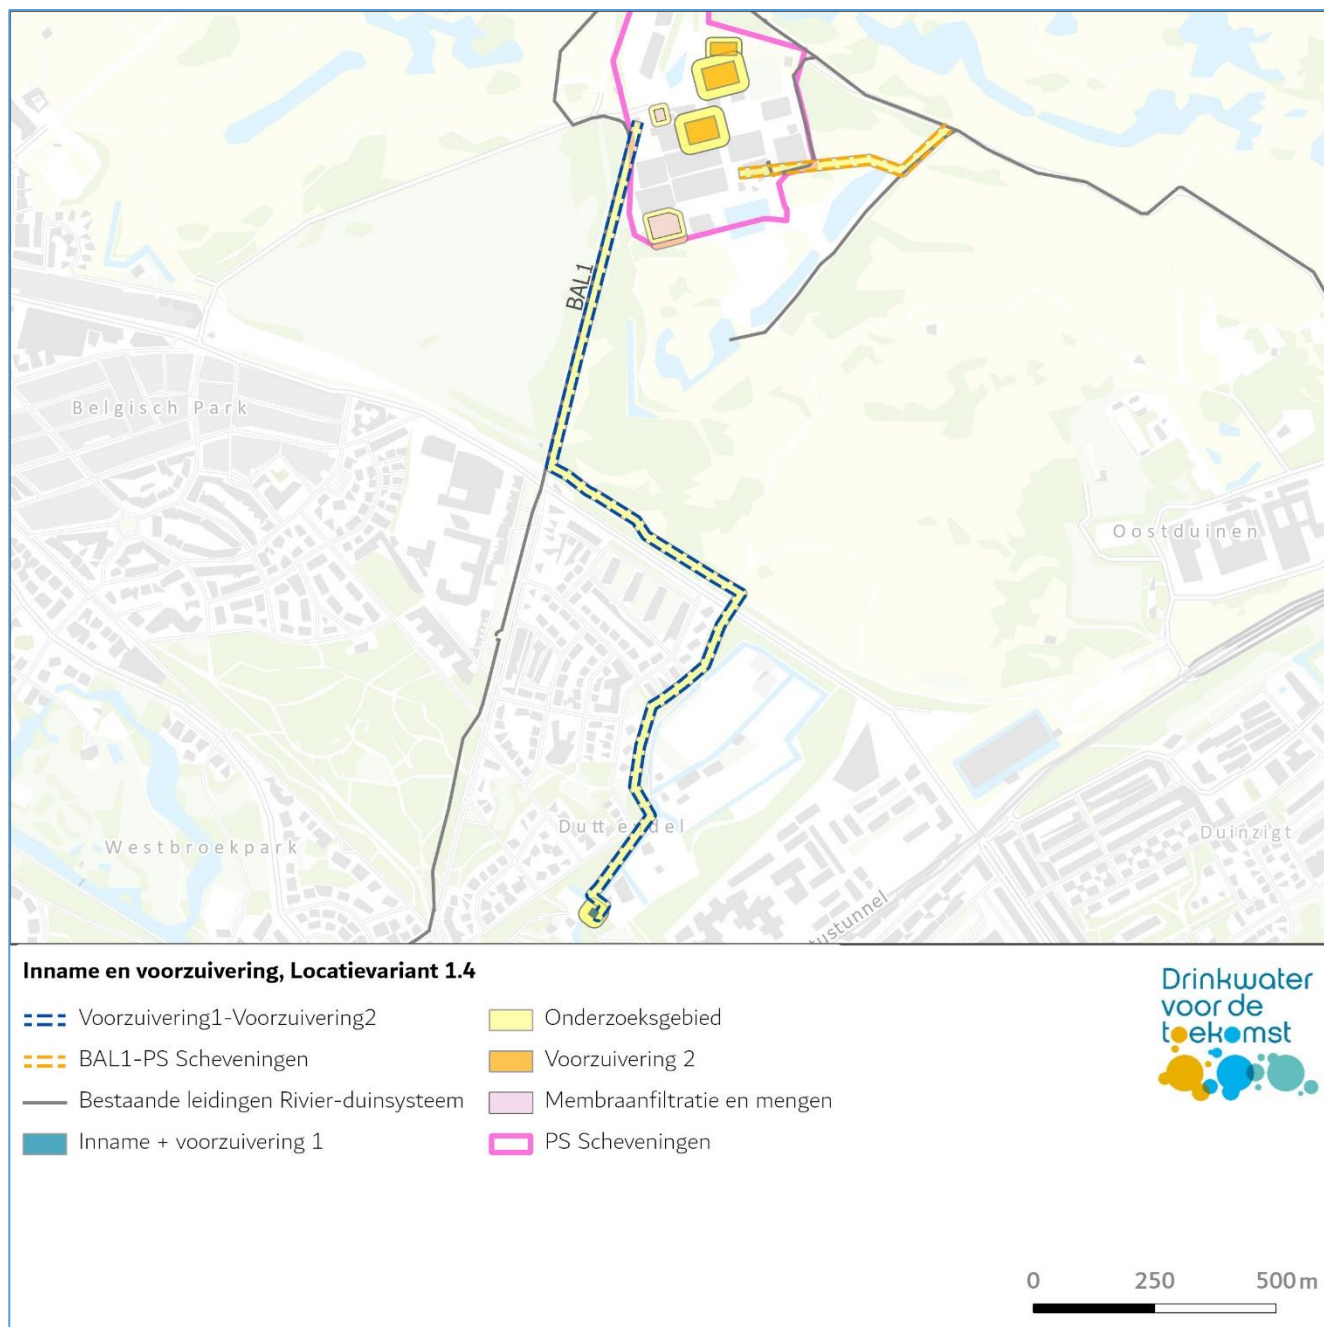 BAL1
Belgisch Park
Oostduinen
Duttendel
Duinzigt
Westbroekpark
tustunnel
Inname en voorzuivering, Locatievariant 1.4
Voorzuivering1-Voorzuivering2
BAL1-PS Scheveningen
Bestaande leidingen Rivier-duinsysteem
Inname + voorzuivering 1
Onderzoeksgebied
Voorzuivering 2
Membraanfiltratie en mengen
PS Scheveningen
Drinkwater
voor de
toekomst
0 250 500 m